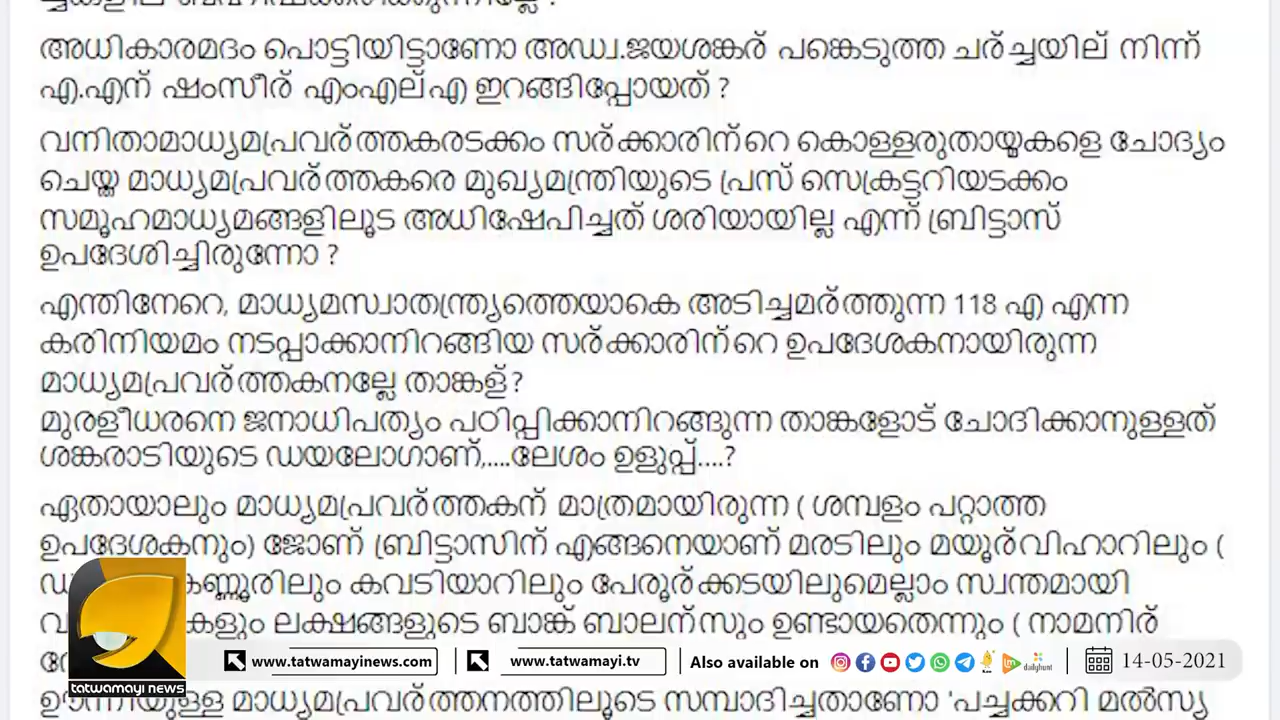 അധികാരമദം പൊട്ടിയിട്ടാണോ അഡ്വ.ജയശങ്കര് പങ്കെടുത്ത ചര്ച്ചയില് നിന്ന്
എ.എന് ഷംസീര് എംഎല്എ ഇറങ്ങിപ്പോയത് ?
വനിതാമാധ്യമപ്രവര്ത്തകരടക്കം സര്ക്കാരിന്റെ കൊള്ളരുതായ്മകളെ ചോദ്യം
ചെയ്ത മാധ്യമപ്രവര്ത്തകരെ മുഖ്യമന്ത്രിയുടെ പ്രസ് സെക്രട്ടറിയടക്കം
സമൂഹമാധ്യമങ്ങളിലൂട അധിഷേപിച്ചത് ശരിയായില്ല എന്ന് ബ്രിട്ടാസ്
ഉപദേശിച്ചിരുന്നോ ?
എന്തിനേറെ, മാധ്യമസ്വാതന്ത്ര്യത്തെയാകെ അടിച്ചമര്ത്തുന്ന 118 എ എന്ന
കരിനിയമം നടപ്പാക്കാനിറങ്ങിയ സര്ക്കാരിന്റെ ഉപദേശകനായിരുന്ന
മാധ്യമപ്രവര്ത്തകനല്ലേ താങ്കള്?
മുരളീധരനെ ജനാധിപത്യം പഠിപ്പിക്കാനിറങ്ങുന്ന താങ്കളോട് ചോദിക്കാനുള്ളത്
ശങ്കരാടിയുടെ ഡയലോഗാണ്,....ലേശം ഉളുപ്പ്....?
ഏതായാലും മാധ്യമപ്രവര്ത്തകന് മാത്രമായിരുന്ന ( ശമ്പളം പറ്റാത്ത
ഉപദേശകനും) ജോണ് ബ്രിട്ടാസിന് എങ്ങനെയാണ് മരടിലും മയൂര്വിഹാറിലും (
കണ്ണൂരിലും കവടിയാറിലും പേരൂര്ക്കടയിലുമെല്ലാം സ്വന്തമായി
ലക്ഷങ്ങളുടെ ബാങ്ക് ബാലന്സും ഉണ്ടായതെന്നും ( നാമനിര്
tatwamayi news
www.tatwamayinews.com
www.tatwamayi.tv
Also available on
dailyhunt
14-05-2021
ഊന്നിയുള്ള മാധ്യമപ്രവര്ത്തനത്തിലൂടെ സമ്പാദിച്ചതാണോ 'പച്ചക്കറി മൽസ്യ